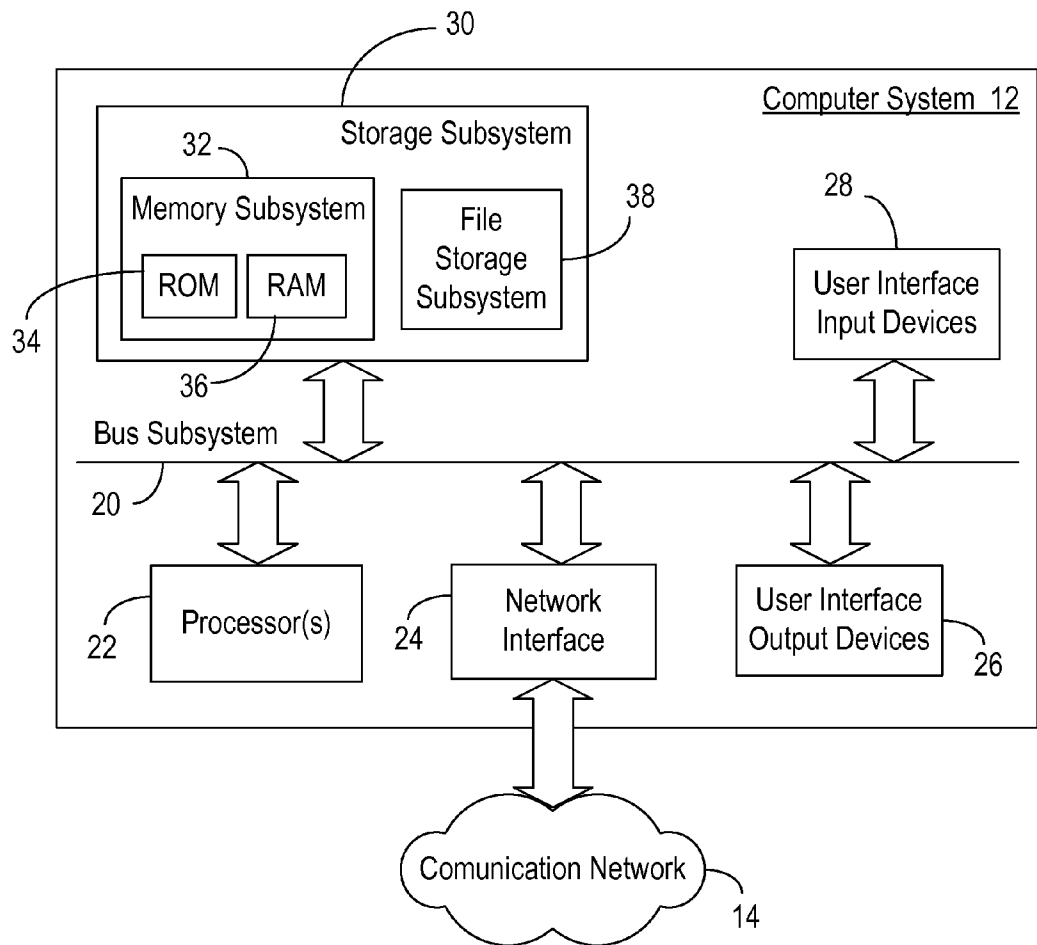 30
Computer System 12
Storage Subsystem
32
Memory Subsystem
ROM
RAM
34
36
File
Storage
Subsystem
38
28
User Interface
Input Devices
Bus Subsystem
20
Processor(s)
22
Network
Interface
24
User Interface
Output Devices
26
Comunication Network
14